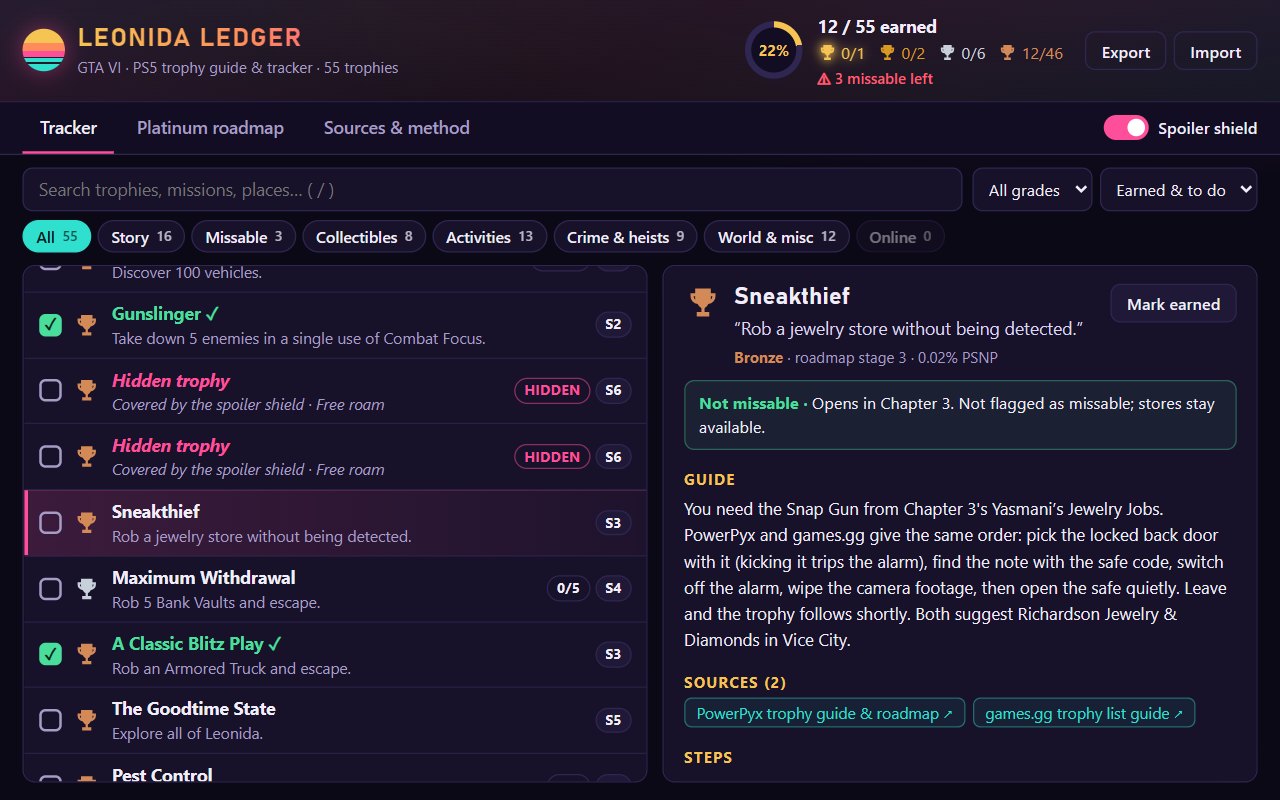 LEONIDA LEDGER
GTA VI · PS5 trophy guide & tracker · 55 trophies
22%
12 / 55 earned
0/1 0/2 0/6 12/46
3 missable left
Export Import
Tracker Platinum roadmap Sources & method
Spoiler shield
Search trophies, missions, places… ( / )
All grades
Earned & to do
All 55 Story 16 Missable 3 Collectibles 8 Activities 13 Crime & heists 9 World & misc 12 Online 0
Discover 100 vehicles.
Gunslinger ✓
Take down 5 enemies in a single use of Combat Focus.
S2
Hidden trophy
Covered by the spoiler shield · Free roam
HIDDEN S6
Hidden trophy
Covered by the spoiler shield · Free roam
HIDDEN S6
Sneakthief
Rob a jewelry store without being detected.
S3
Maximum Withdrawal
Rob 5 Bank Vaults and escape.
0/5 S4
A Classic Blitz Play ✓
Rob an Armored Truck and escape.
S3
The Goodtime State
Explore all of Leonida.
S5
Pest Control
Sneakthief
“Rob a jewelry store without being detected.”
Bronze · roadmap stage 3 · 0.02% PSNP
Mark earned
Not missable · Opens in Chapter 3. Not flagged as missable; stores stay
available.
GUIDE
You need the Snap Gun from Chapter 3's Yasmani’s Jewelry Jobs.
PowerPyx and games.gg give the same order: pick the locked back door
with it (kicking it trips the alarm), find the note with the safe code, switch
off the alarm, wipe the camera footage, then open the safe quietly. Leave
and the trophy follows shortly. Both suggest Richardson Jewelry &
Diamonds in Vice City.
SOURCES (2)
PowerPyx trophy guide & roadmap ↗ games.gg trophy list guide ↗
STEPS